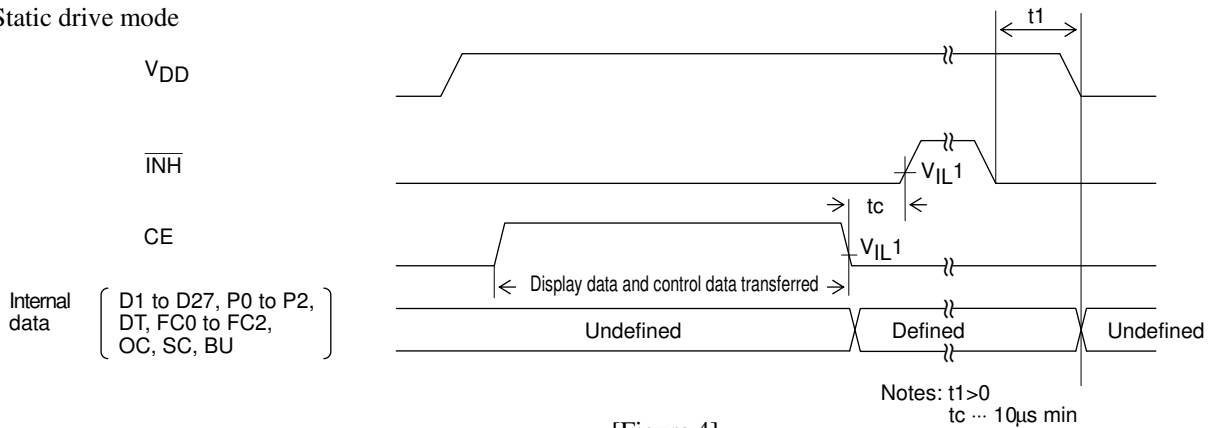 Static drive mode
t1
VDD
INH
VIL1
tc
CE
VIL1
Display data and control data transferred
Internal data
D1 to D27, P0 to P2,
DT, FC0 to FC2,
OC, SC, BU
Undefined
Defined
Undefined
Notes: t1>0
tc ··· 10µs min